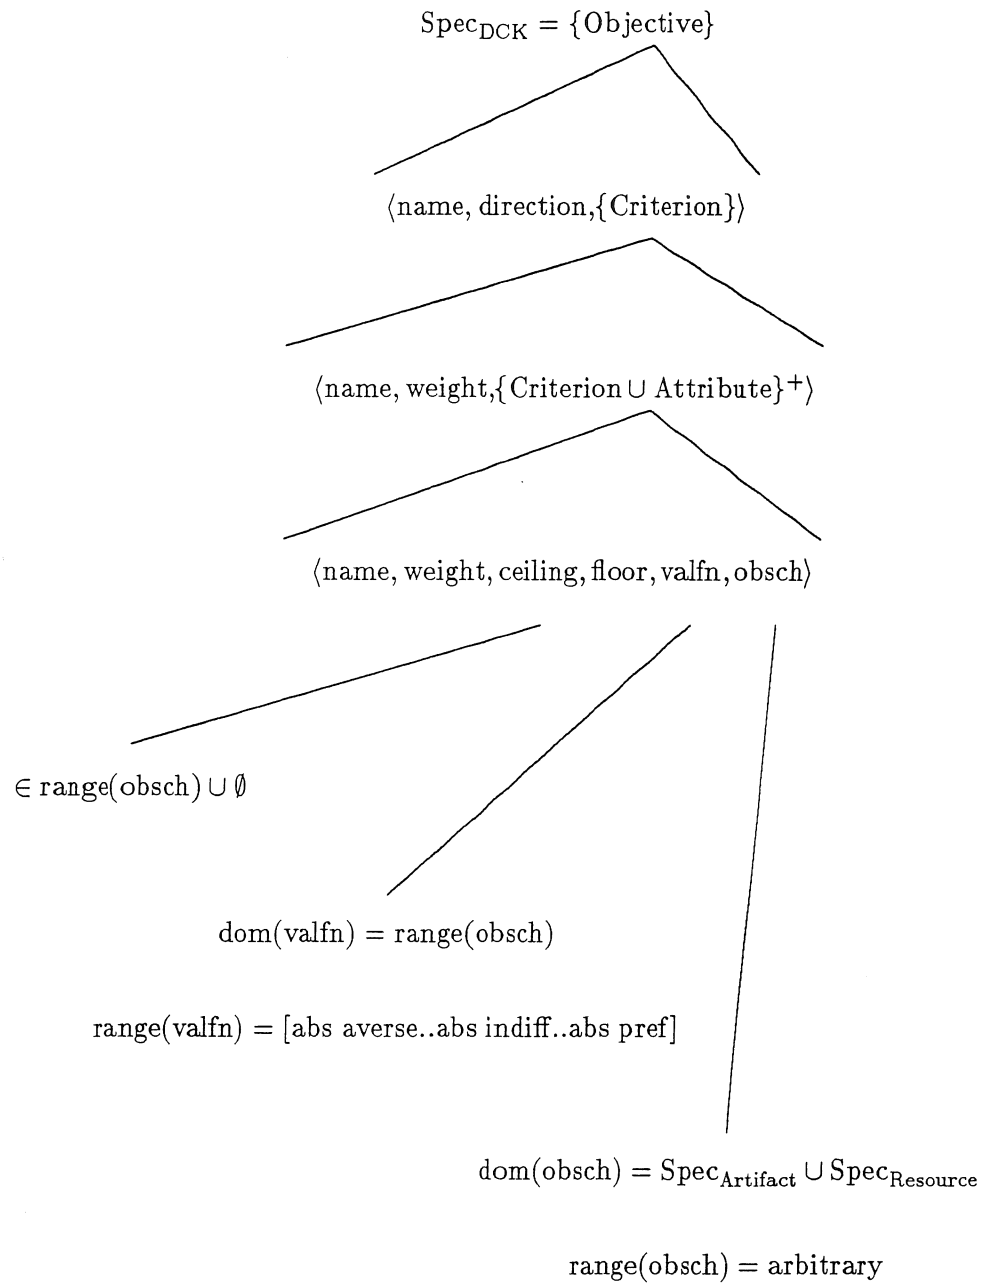 Spec_DCK = {Objective}
⟨name, direction,{Criterion}⟩
⟨name, weight,{Criterion ∪ Attribute}⁺⟩
⟨name, weight, ceiling, floor, valfn, obsch⟩
∈ range(obsch) ∪ ∅
dom(valfn) = range(obsch)
range(valfn) = [abs averse..abs indiff..abs pref]
dom(obsch) = Spec_Artifact ∪ Spec_Resource
range(obsch) = arbitrary